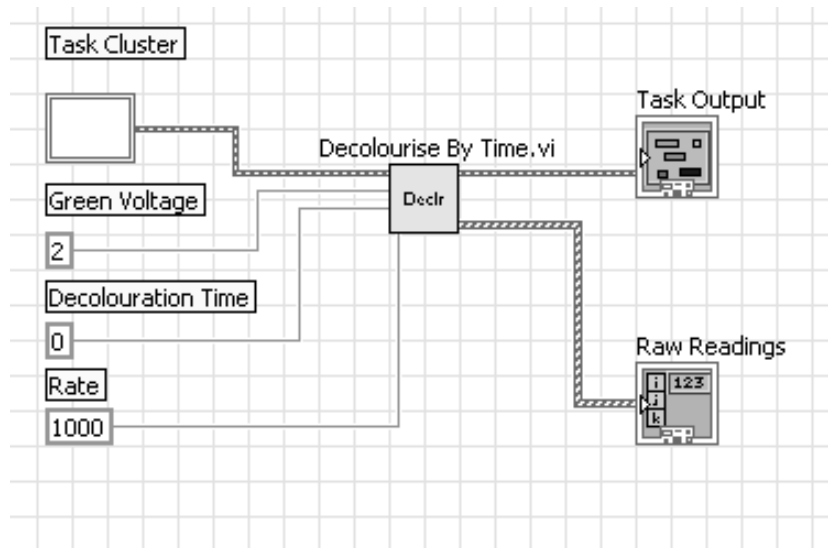 Task Cluster
Task Output
Decolourise By Time.vi
Declr
Green Voltage
2
Decolouration Time
0
Raw Readings
i 123
j
k
Rate
1000